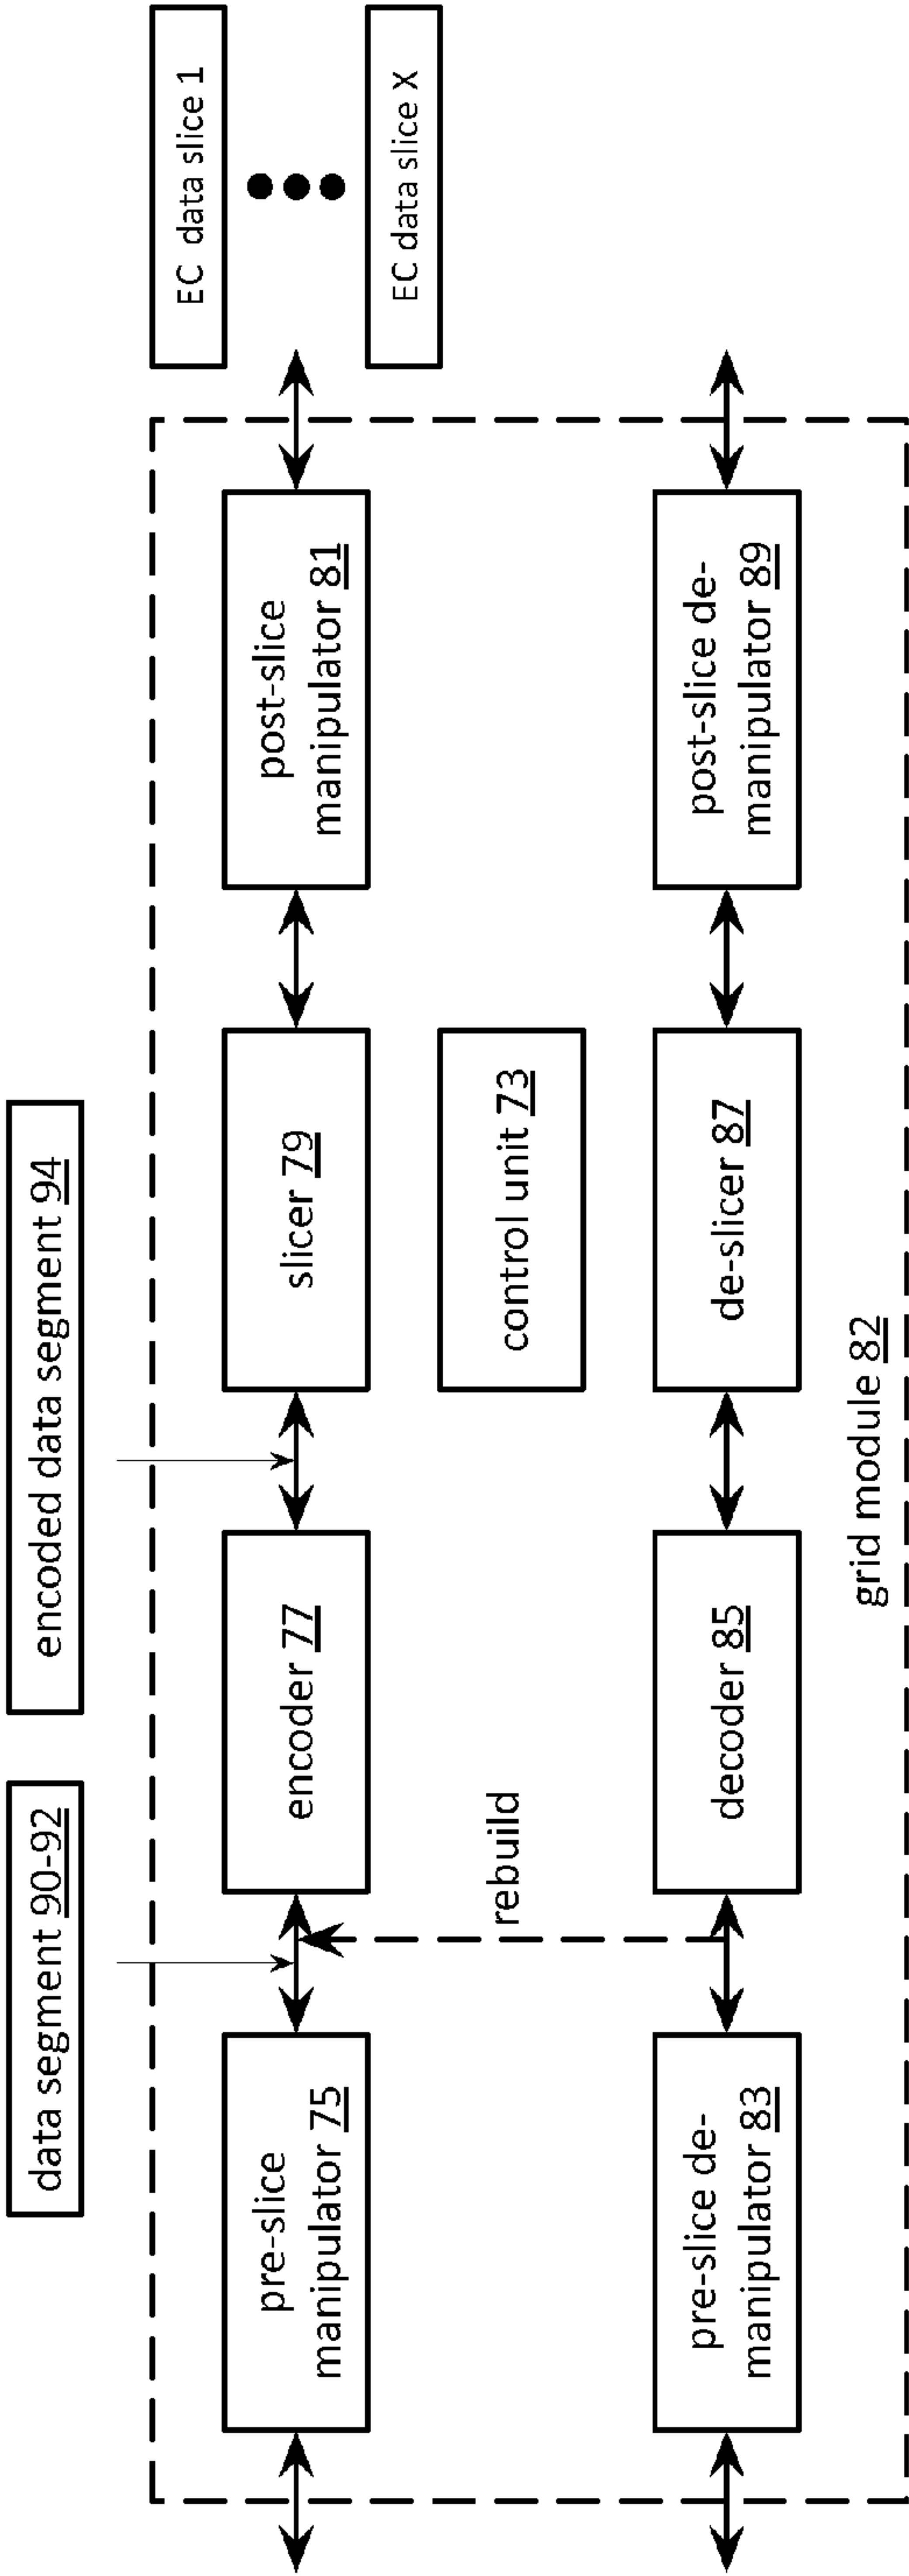 data segment 90-92
encoded data segment 94
pre-slice
manipulator 75
encoder 77
slicer 79
post-slice
manipulator 81
EC data slice 1
EC data slice X
rebuild
control unit 73
pre-slice de-
manipulator 83
decoder 85
de-slicer 87
post-slice de-
manipulator 89
grid module 82